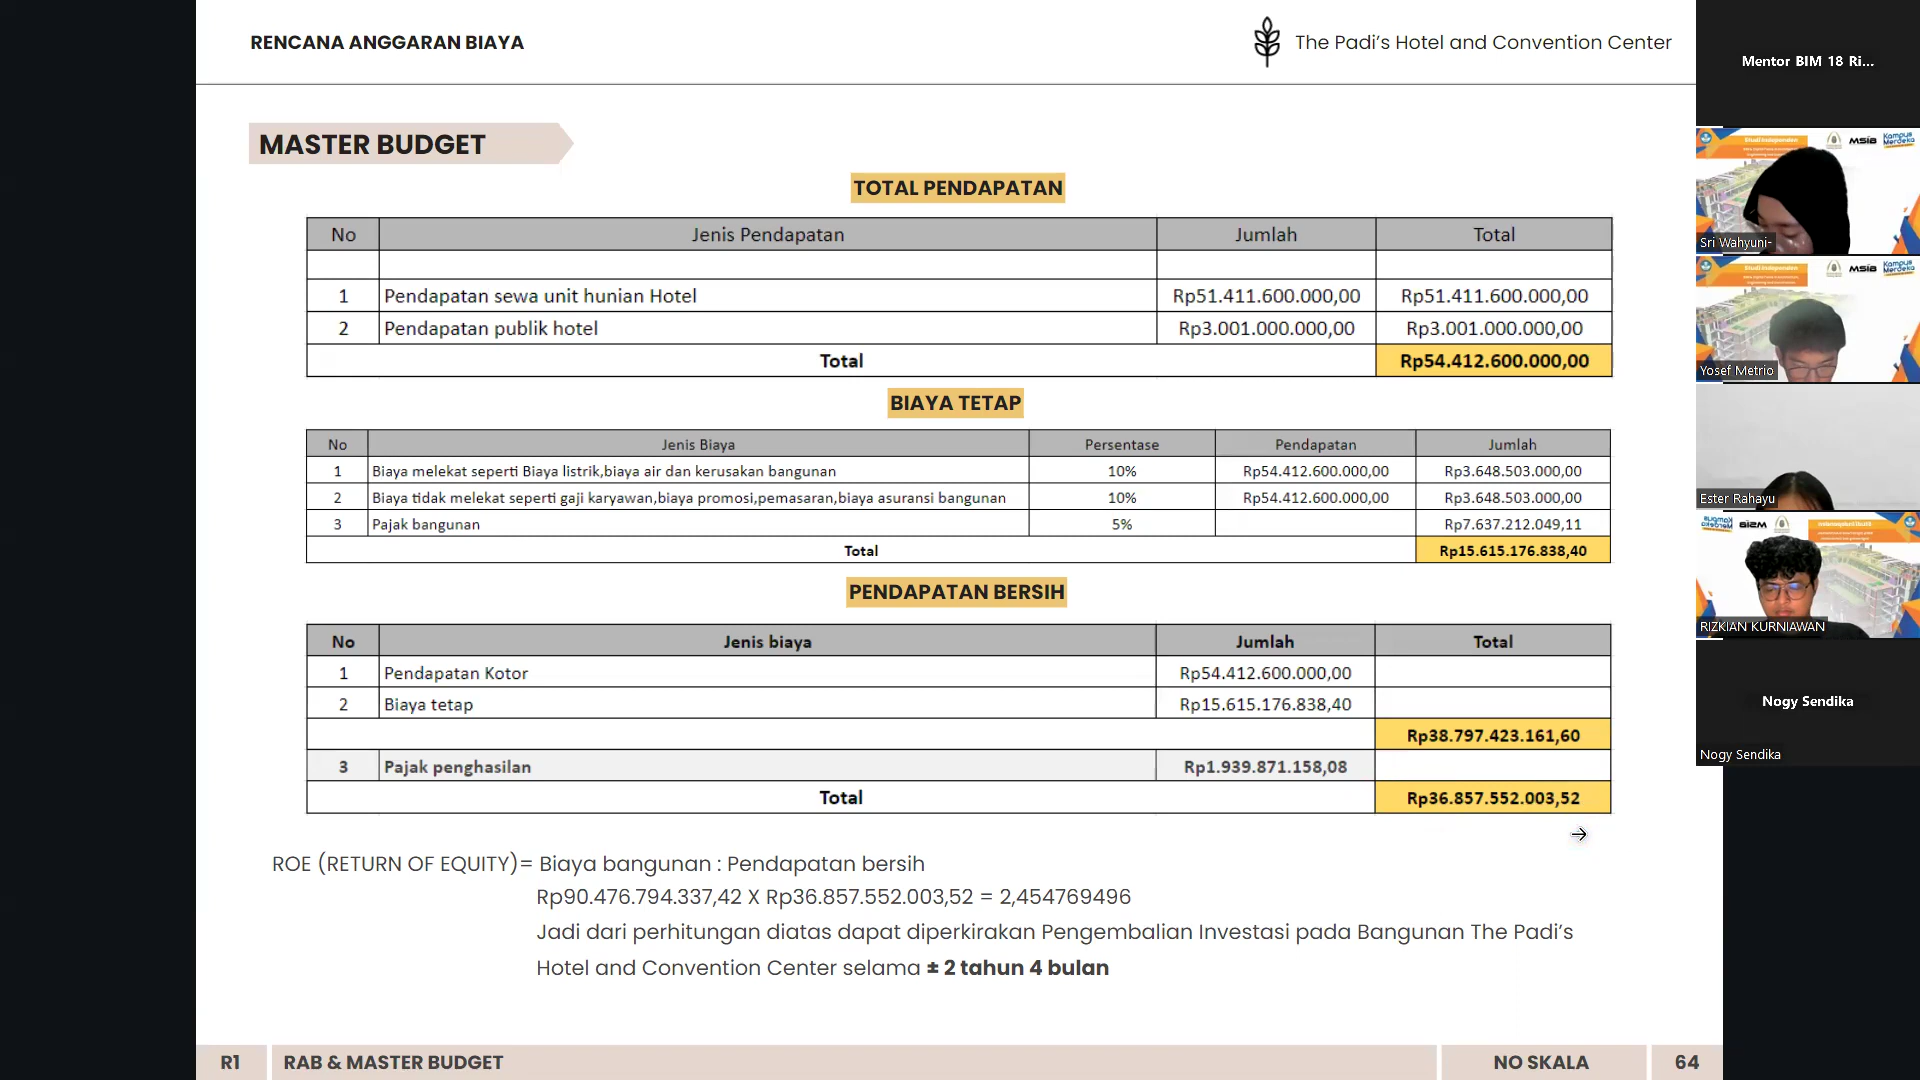 RENCANA ANGGARAN BIAYA
The Padi's Hotel and Convention Center
MASTER BUDGET
TOTAL PENDAPATAN
No Jenis Pendapatan Jumlah Total
1 Pendapatan sewa unit hunian Hotel Rp51.411.600.000,00 Rp51.411.600.000,00
2 Pendapatan publik hotel Rp3.001.000.000,00 Rp3.001.000.000,00
Total Rp54.412.600.000,00
BIAYA TETAP
No Jenis Biaya Persentase Pendapatan Jumlah
1 Biaya melekat seperti Biaya listrik,biaya air dan kerusakan bangunan 10% Rp54.412.600.000,00 Rp3.648.503.000,00
2 Biaya tidak melekat seperti gaji karyawan,biaya promosi,pemasaran,biaya asuransi bangunan 10% Rp54.412.600.000,00 Rp3.648.503.000,00
3 Pajak bangunan 5% Rp7.637.212.049,11
Total Rp15.615.176.838,40
PENDAPATAN BERSIH
No Jenis biaya Jumlah Total
1 Pendapatan Kotor Rp54.412.600.000,00
2 Biaya tetap Rp15.615.176.838,40
Rp38.797.423.161,60
3 Pajak penghasilan Rp1.939.871.158,08
Total Rp36.857.552.003,52
ROE (RETURN OF EQUITY)= Biaya bangunan : Pendapatan bersih
Rp90.476.794.337,42 X Rp36.857.552.003,52 = 2,454769496
Jadi dari perhitungan diatas dapat diperkirakan Pengembalian Investasi pada Bangunan The Padi's
Hotel and Convention Center selama ± 2 tahun 4 bulan
R1 RAB & MASTER BUDGET NO SKALA 64
Mentor BIM 18 Ri...
Studi Independen
MSIB
Kampus Merdeka
Sri Wahyuni-
Studi Independen
MSIB
Kampus Merdeka
Yosef Metrio
Ester Rahayu
RIZKIAN KURNIAWAN
Nogy Sendika
Nogy Sendika